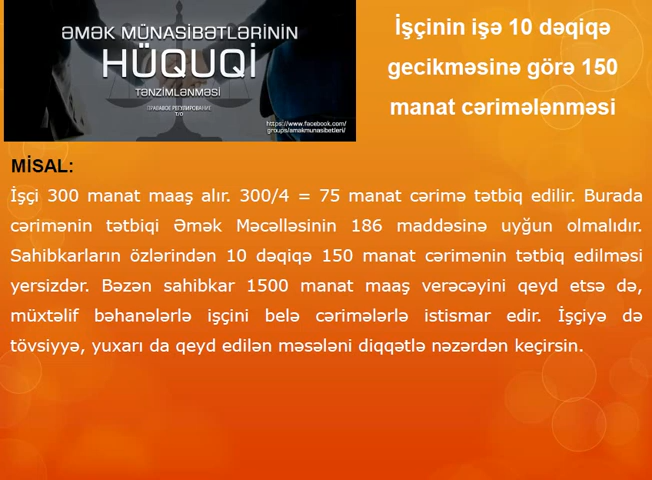 ƏMƏK MÜNASİBƏTLƏRİNİN
HÜQUQİ
TƏNZİMLƏNMƏSİ
ПРАВАВОЕ РЕГУЛИРОВАНИЕ
Т/О
https://www.facebook.com/
groups/amakmunasibetleri/
İşçinin işə 10 dəqiqə
gecikməsinə görə 150
manat cərimələnməsi
MİSAL:
İşçi 300 manat maaş alır. 300/4 = 75 manat cərimə tətbiq edilir. Burada
cərimənin tətbiqi Əmək Məcəlləsinin 186 maddəsinə uyğun olmalıdır.
Sahibkarların özlərindən 10 dəqiqə 150 manat cərimənin tətbiq edilməsi
yersizdər. Bəzən sahibkar 1500 manat maaş verəcəyini qeyd etsə də,
müxtəlif bəhanələrlə işçini belə cərimələrlə istismar edir. İşçiyə də
tövsiyyə, yuxarı da qeyd edilən məsələni diqqətlə nəzərdən keçirsin.